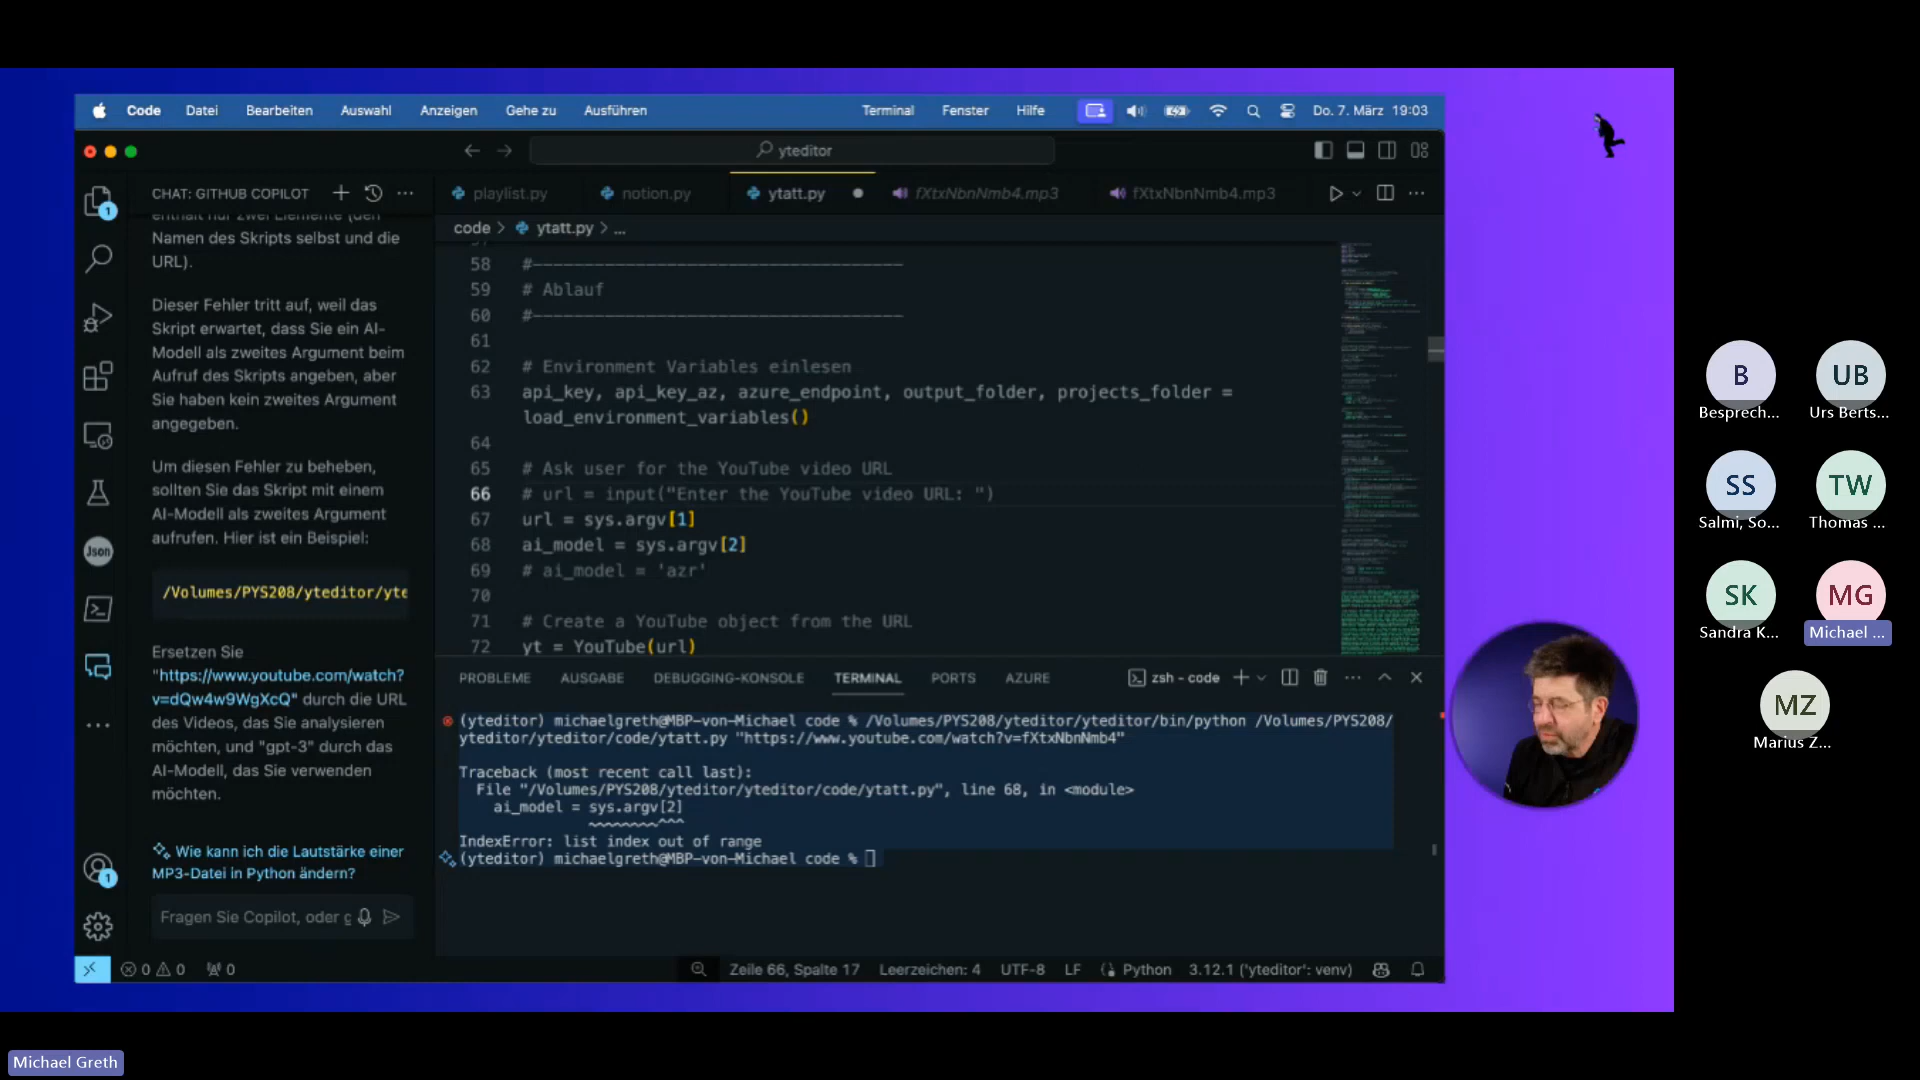 Code Datei Bearbeiten Auswahl Anzeigen Gehe zu Ausführen Terminal Fenster Hilfe Do. 7. März 19:03
yteditor
CHAT: GITHUB COPILOT
playlist.py notion.py ytatt.py fXtxNbnNmb4.mp3 fXtxNbnNmb4.mp3
code > ytatt.py > ...
1
enthält nur zwei Elemente (den
Namen des Skripts selbst und die
URL).
Dieser Fehler tritt auf, weil das
Skript erwartet, dass Sie ein AI-
Modell als zweites Argument beim
Aufruf des Skripts angeben, aber
Sie haben kein zweites Argument
angegeben.
Um diesen Fehler zu beheben,
sollten Sie das Skript mit einem
AI-Modell als zweites Argument
aufrufen. Hier ist ein Beispiel:
/Volumes/PYS208/yteditor/yte
Ersetzen Sie
"https://www.youtube.com/watch?
v=dQw4w9WgXcQ" durch die URL
des Videos, das Sie analysieren
möchten, und "gpt-3" durch das
AI-Modell, das Sie verwenden
möchten.
Wie kann ich die Lautstärke einer
MP3-Datei in Python ändern?
Fragen Sie Copilot, oder g
Json
1
57
58 #-----------------------------------
59 # Ablauf
60 #-----------------------------------
61
62 # Environment Variables einlesen
63 api_key, api_key_az, azure_endpoint, output_folder, projects_folder =
load_environment_variables()
64
65 # Ask user for the YouTube video URL
66 # url = input("Enter the YouTube video URL: ")
67 url = sys.argv[1]
68 ai_model = sys.argv[2]
69 # ai_model = 'azr'
70
71 # Create a YouTube object from the URL
72 yt = YouTube(url)
PROBLEME AUSGABE DEBUGGING-KONSOLE TERMINAL PORTS AZURE zsh - code
(yteditor) michaelgreth@MBP-von-Michael code % /Volumes/PYS208/yteditor/yteditor/bin/python /Volumes/PYS208/
yteditor/yteditor/code/ytatt.py "https://www.youtube.com/watch?v=fXtxNbnNmb4"
Traceback (most recent call last):
File "/Volumes/PYS208/yteditor/yteditor/code/ytatt.py", line 68, in <module>
ai_model = sys.argv[2]
~~~~~~~~^^^
IndexError: list index out of range
(yteditor) michaelgreth@MBP-von-Michael code %
0 0 0 Zeile 66, Spalte 17 Leerzeichen: 4 UTF-8 LF Python 3.12.1 ('yteditor': venv)
B UB
Besprech... Urs Berts...
SS TW
Salmi, So... Thomas ...
SK MG
Sandra K... Michael ...
MZ
Marius Z...
Michael Greth